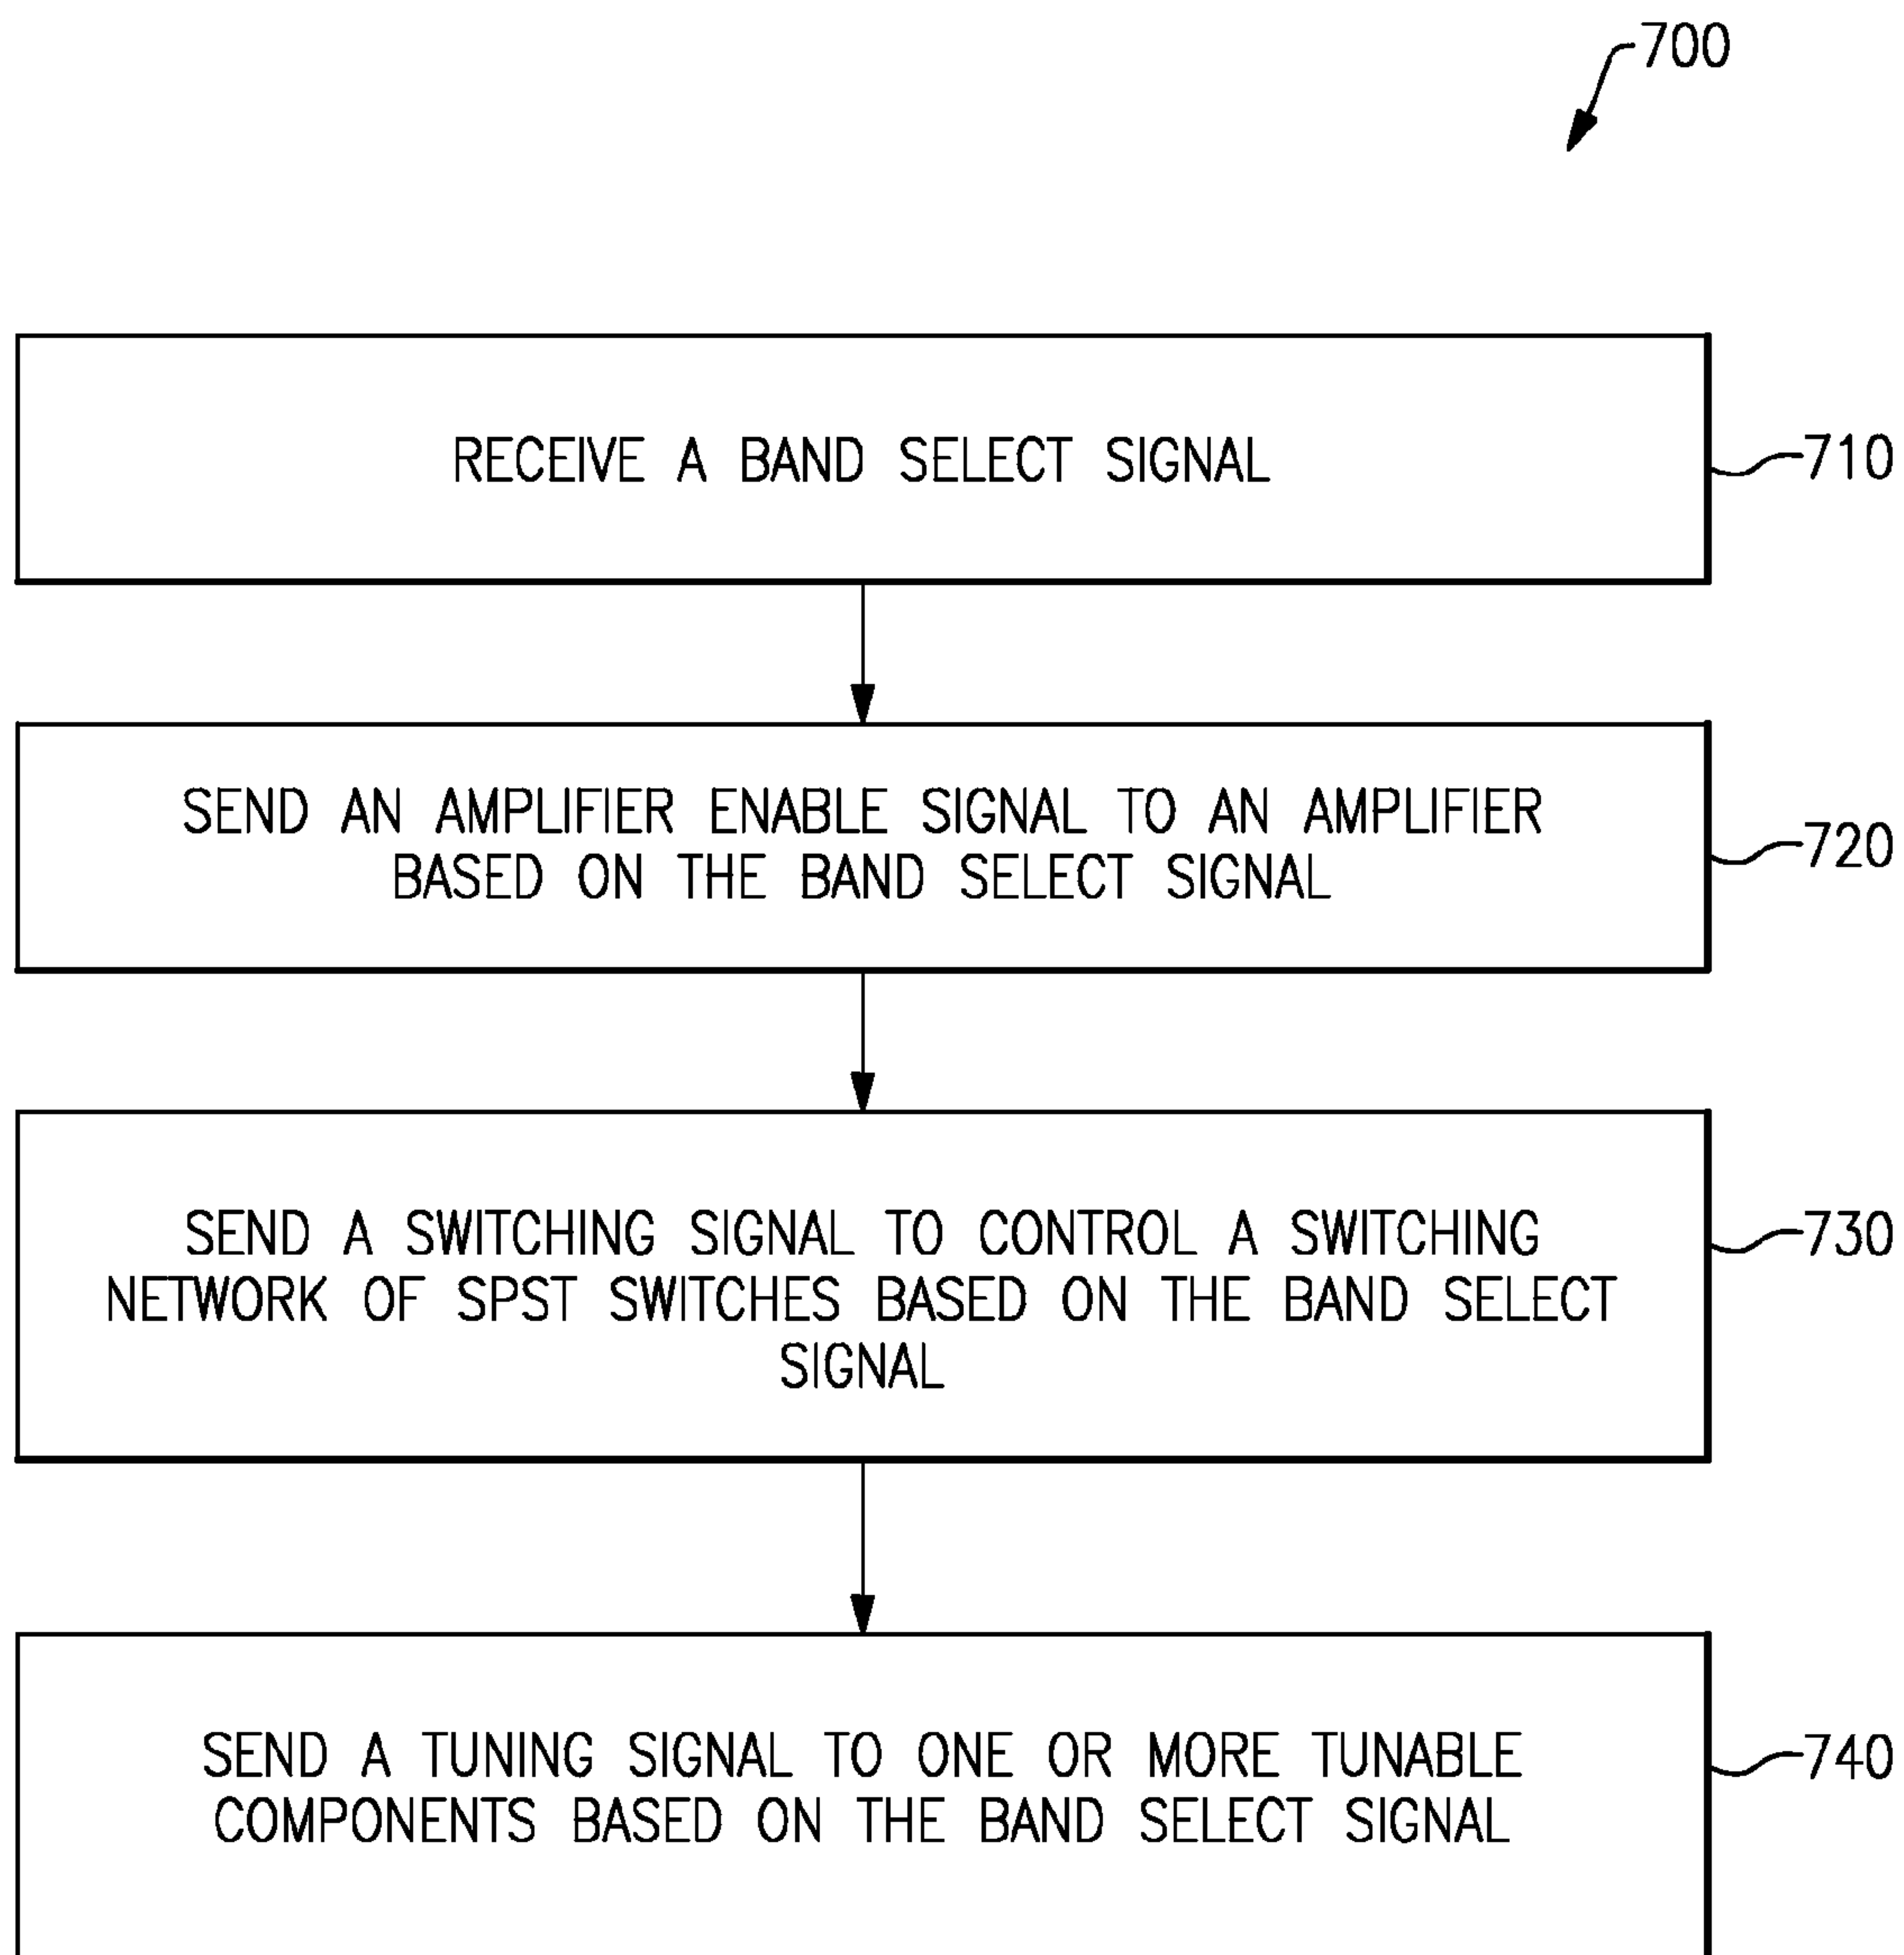 700
RECEIVE A BAND SELECT SIGNAL
710
SEND AN AMPLIFIER ENABLE SIGNAL TO AN AMPLIFIER
BASED ON THE BAND SELECT SIGNAL
720
SEND A SWITCHING SIGNAL TO CONTROL A SWITCHING
NETWORK OF SPST SWITCHES BASED ON THE BAND SELECT
SIGNAL
730
SEND A TUNING SIGNAL TO ONE OR MORE TUNABLE
COMPONENTS BASED ON THE BAND SELECT SIGNAL
740